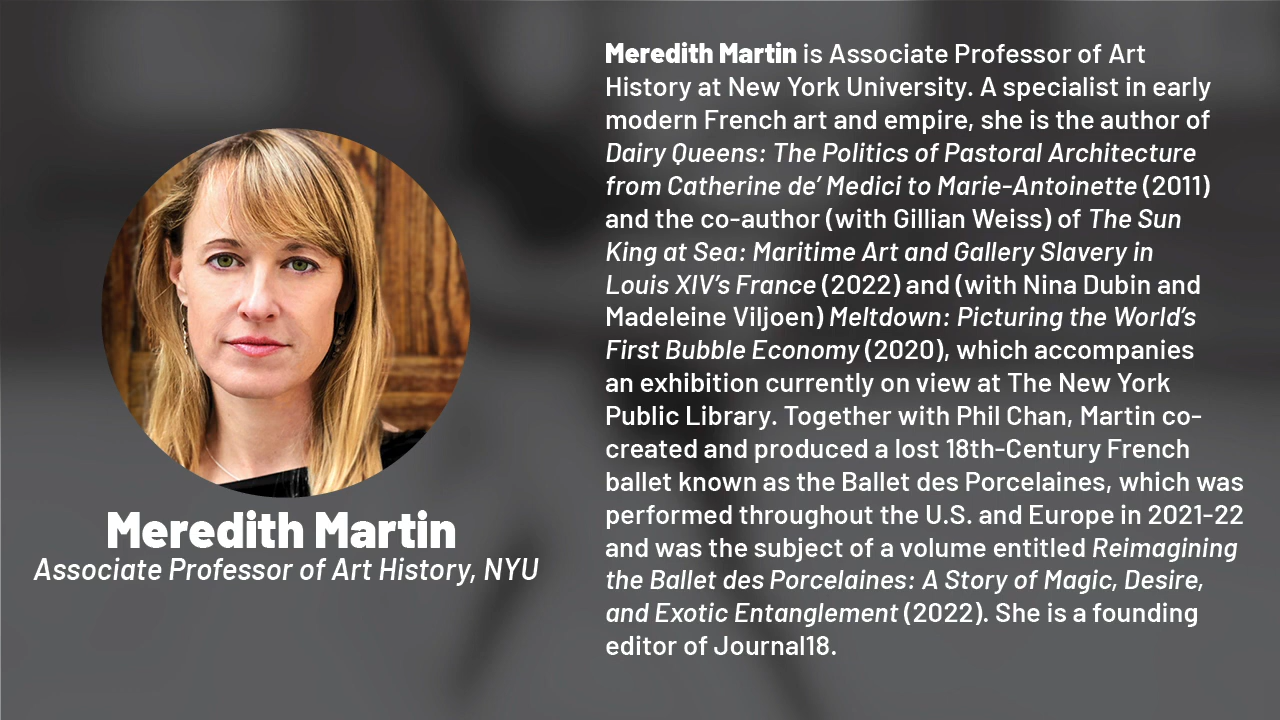 Meredith Martin
Associate Professor of Art History, NYU
Meredith Martin is Associate Professor of Art
History at New York University. A specialist in early
modern French art and empire, she is the author of
Dairy Queens: The Politics of Pastoral Architecture
from Catherine de’ Medici to Marie-Antoinette (2011)
and the co-author (with Gillian Weiss) of The Sun
King at Sea: Maritime Art and Gallery Slavery in
Louis XIV’s France (2022) and (with Nina Dubin and
Madeleine Viljoen) Meltdown: Picturing the World’s
First Bubble Economy (2020), which accompanies
an exhibition currently on view at The New York
Public Library. Together with Phil Chan, Martin co-
created and produced a lost 18th-Century French
ballet known as the Ballet des Porcelaines, which was
performed throughout the U.S. and Europe in 2021-22
and was the subject of a volume entitled Reimagining
the Ballet des Porcelaines: A Story of Magic, Desire,
and Exotic Entanglement (2022). She is a founding
editor of Journal18.